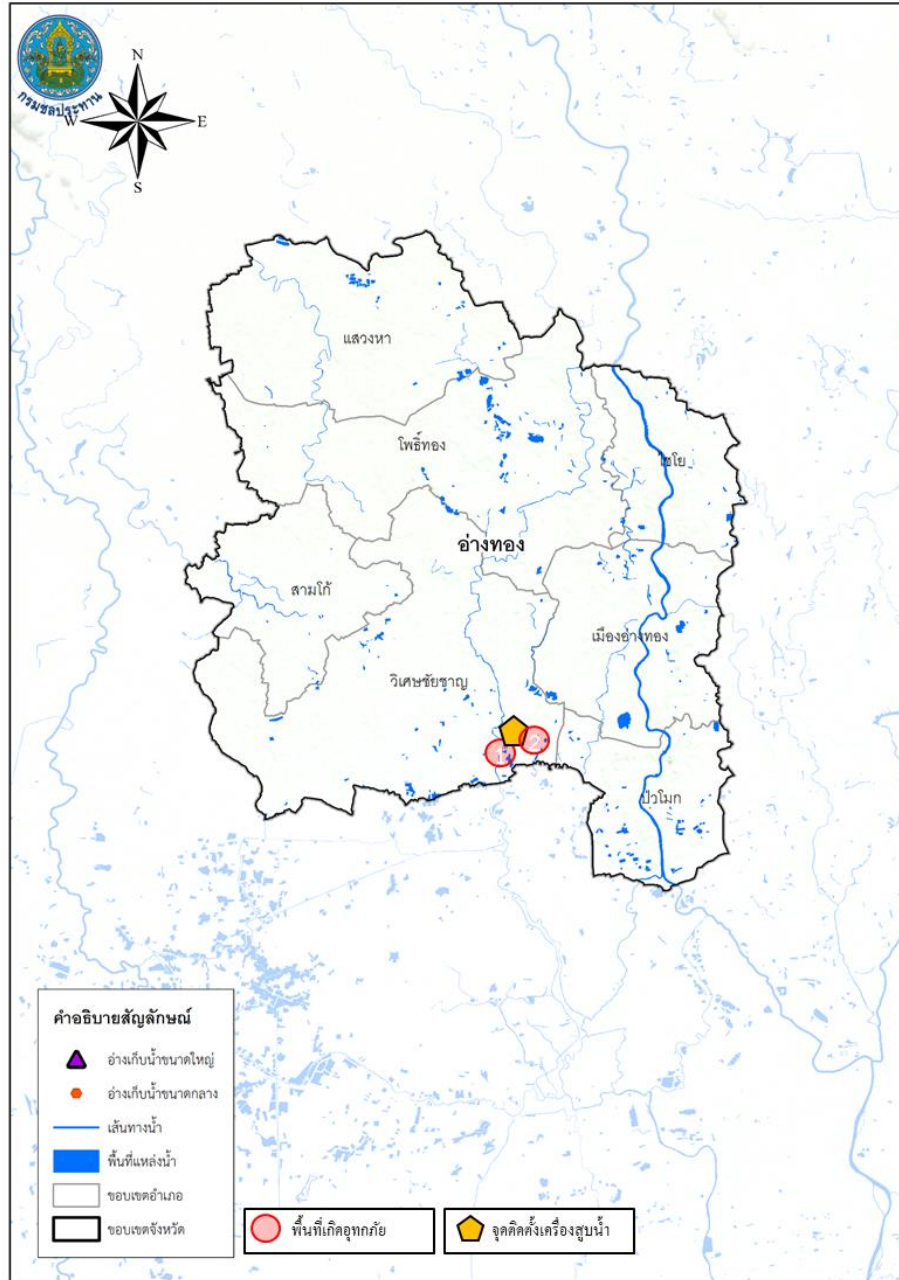 กรมชลประทาน
N
W
E
S
แสวงหา
โพธิ์ทอง
ไชโย
อ่างทอง
สามโก้
เมืองอ่างทอง
วิเศษชัยชาญ
1
2
ป่าโมก
คำอธิบายสัญลักษณ์
อ่างเก็บน้ำขนาดใหญ่
อ่างเก็บน้ำขนาดกลาง
เส้นทางน้ำ
พื้นที่แหล่งน้ำ
ขอบเขตอำเภอ
ขอบเขตจังหวัด
พื้นที่เกิดอุทกภัย
จุดติดตั้งเครื่องสูบน้ำ